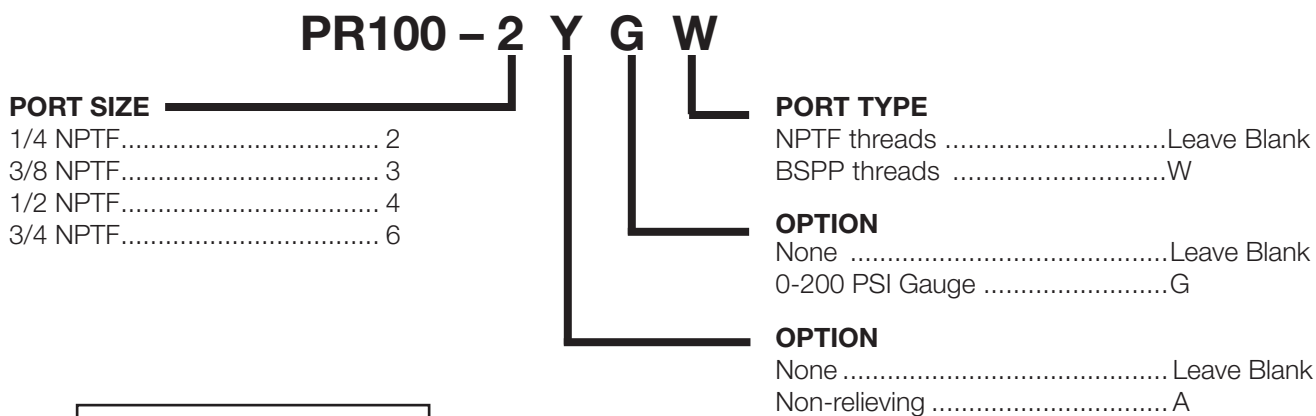 PR100 – 2 Y G W
PORT SIZE
1/4 NPTF................................... 2
3/8 NPTF................................... 3
1/2 NPTF................................... 4
3/4 NPTF................................... 6
PORT TYPE
NPTF threads ..............................Leave Blank
BSPP threads .............................W
OPTION
None ...........................................Leave Blank
0-200 PSI Gauge .........................G
OPTION
None ............................................ Leave Blank
Non-relieving ................................ A